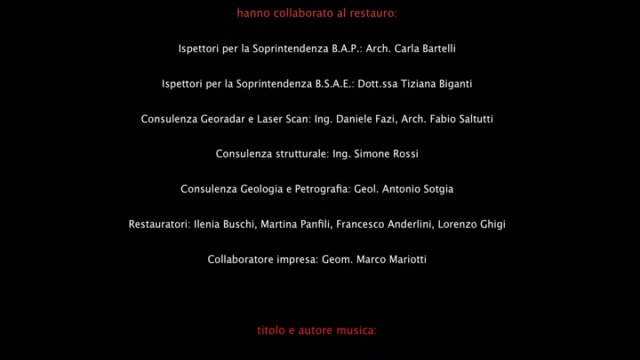 hanno collaborato al restauro:
Ispettori per la Soprintendenza B.A.P.: Arch. Carla Bartelli
Ispettori per la Soprintendenza B.S.A.E.: Dott.ssa Tiziana Biganti
Consulenza Georadar e Laser Scan: Ing. Daniele Fazi, Arch. Fabio Saltutti
Consulenza strutturale: Ing. Simone Rossi
Consulenza Geologia e Petrografia: Geol. Antonio Sotgia
Restauratori: Ilenia Buschi, Martina Panfili, Francesco Anderlini, Lorenzo Ghigi
Collaboratore impresa: Geom. Marco Mariotti
titolo e autore musica: